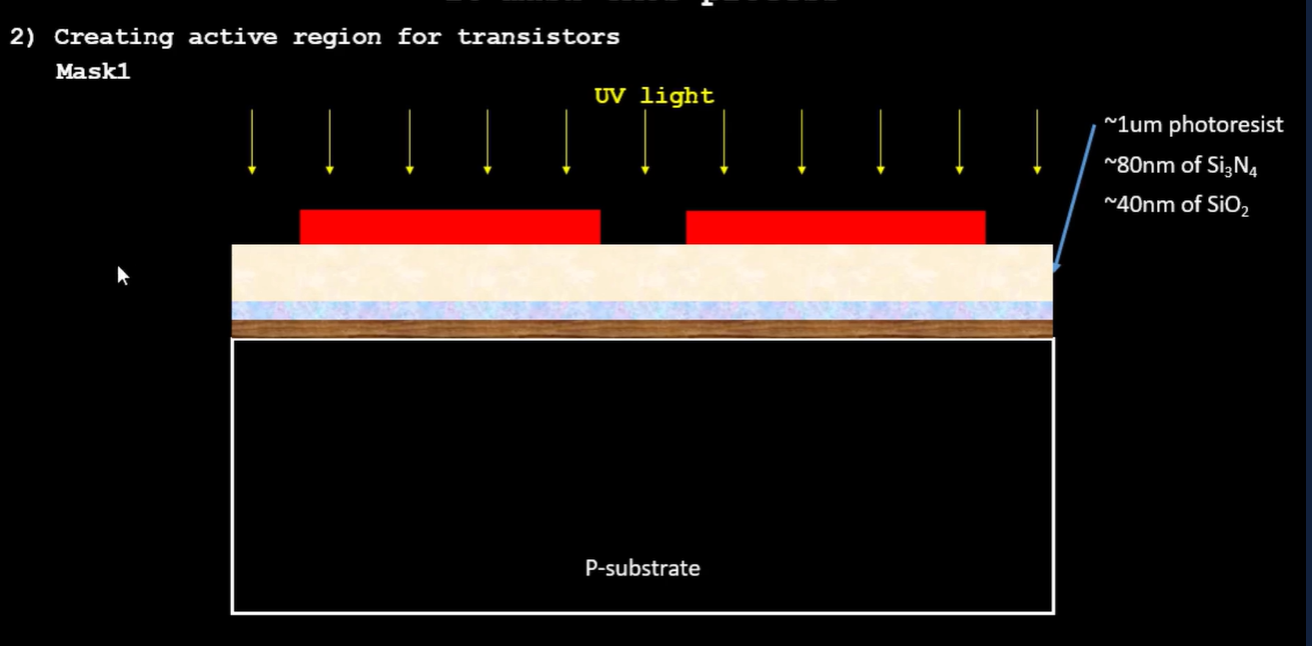 2) Creating active region for transistors
Mask1
UV light
~1um photoresist
~80nm of Si₃N₄
~40nm of SiO₂
P-substrate